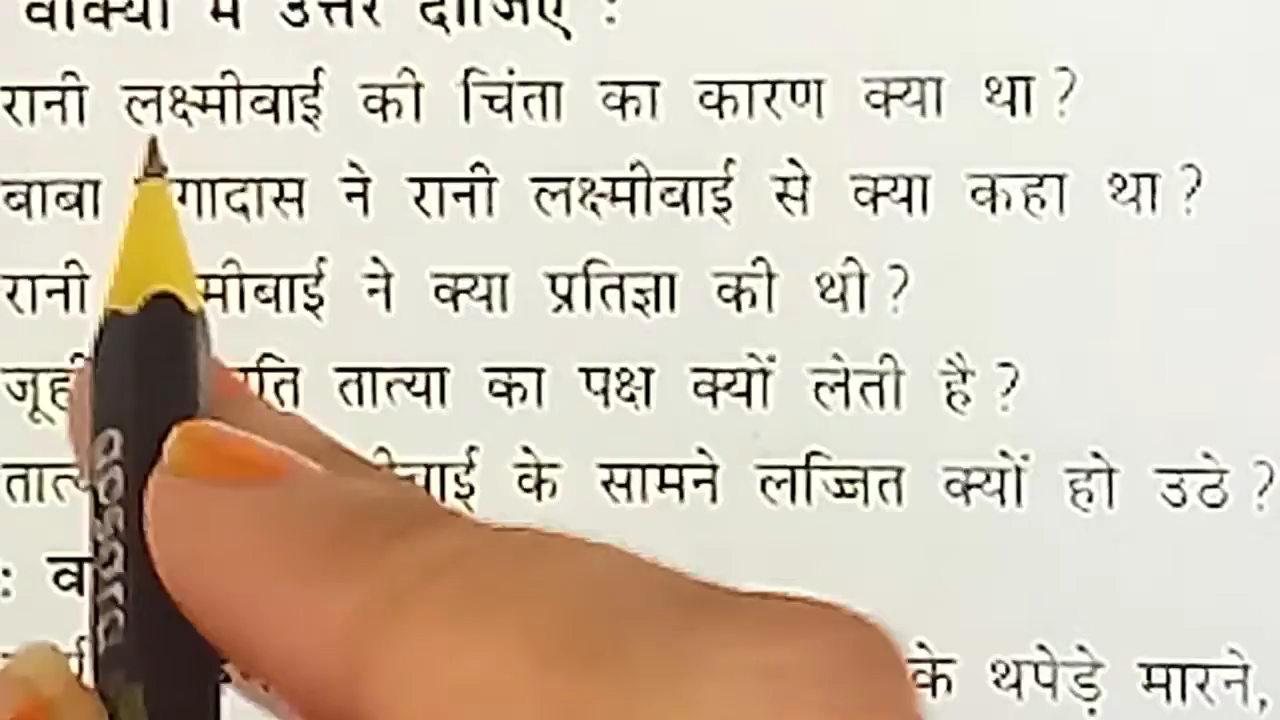 वाक्यों में उत्तर दीजिए :
रानी लक्ष्मीबाई की चिंता का कारण क्या था?
बाबा ने रानी लक्ष्मीबाई से क्या कहा था?
रानी ने क्या प्रतिज्ञा की थी?
तात्या का पक्ष क्यों लेती है?
के सामने लज्जित क्यों हो उठे?
के थपेड़े मारने,